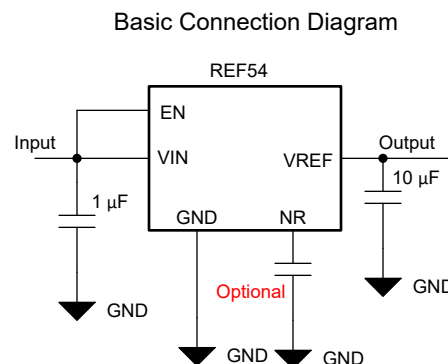 Basic Connection Diagram
REF54
EN
Input
VIN
VREF
Output
1 µF
10 µF
GND
NR
Optional
GND
GND
GND
GND